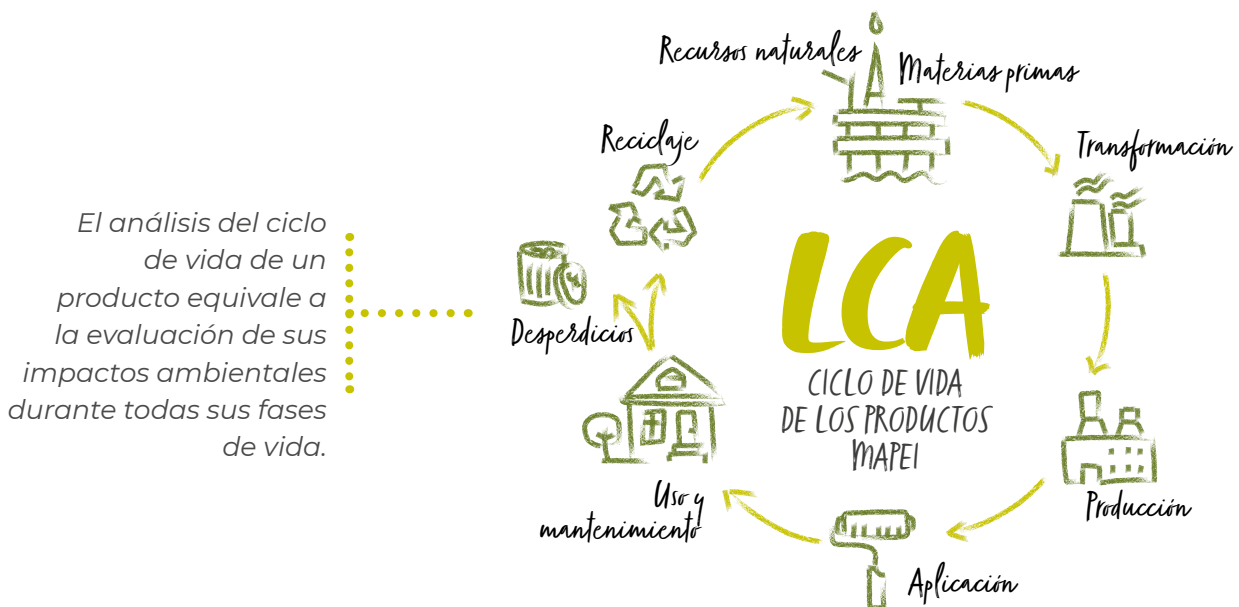 El análisis del ciclo
de vida de un
producto equivale a
la evaluación de sus
impactos ambientales
durante todas sus fases
de vida.
Recursos naturales
Materias primas
Transformación
Producción
Aplicación
Uso y
mantenimiento
Desperdicios
Reciclaje
LCA
CICLO DE VIDA
DE LOS PRODUCTOS
MAPEI